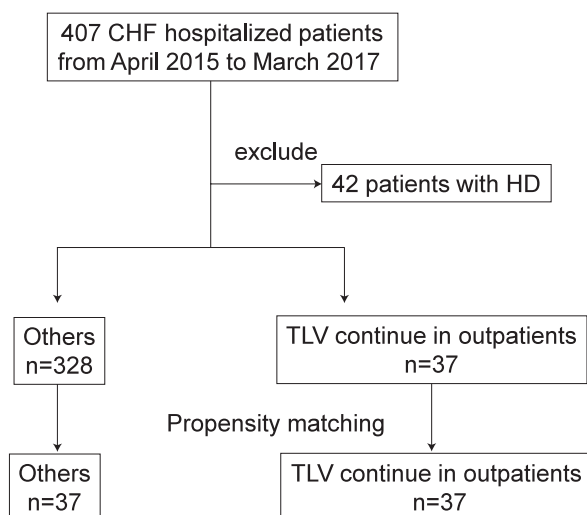 407 CHF hospitalized patients
from April 2015 to March 2017
exclude
42 patients with HD
Others
n=328
TLV continue in outpatients
n=37
Propensity matching
Others
n=37
TLV continue in outpatients
n=37